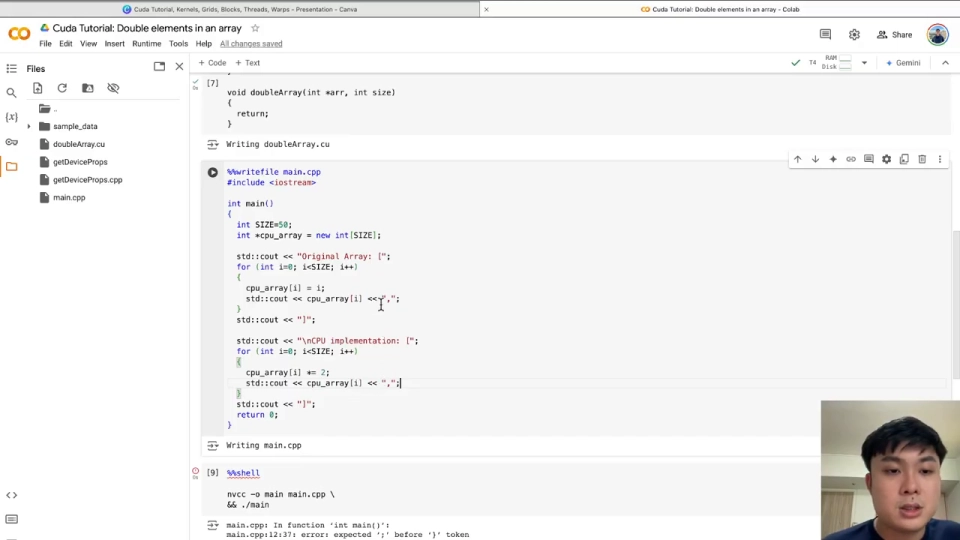 Cuda Tutorial, Kernels, Grids, Blocks, Threads, Warps – Presentation - Canva
Cuda Tutorial: Double elements in an array - Colab
Cuda Tutorial: Double elements in an array
File Edit View Insert Runtime Tools Help All changes saved
Share
Files
+ Code + Text
T4 RAM
Disk
Gemini
..
sample_data
doubleArray.cu
getDeviceProps
getDeviceProps.cpp
main.cpp
[7]
void doubleArray(int *arr, int size)
{
return;
}
Writing doubleArray.cu
%%writefile main.cpp
#include <iostream>
int main()
{
int SIZE=50;
int *cpu_array = new int[SIZE];
std::cout << "Original Array: [";
for (int i=0; i<SIZE; i++)
{
cpu_array[i] = i;
std::cout << cpu_array[i] << ",";
}
std::cout << "]";
std::cout << "\nCPU implementation: [";
for (int i=0; i<SIZE; i++)
{
cpu_array[i] *= 2;
std::cout << cpu_array[i] << ",";
}
std::cout << "]";
return 0;
}
Writing main.cpp
[9] %%shell
nvcc -o main main.cpp \
&& ./main
main.cpp: In function ‘int main()’:
main.cpp:12:37: error: expected ‘;’ before ‘}’ token